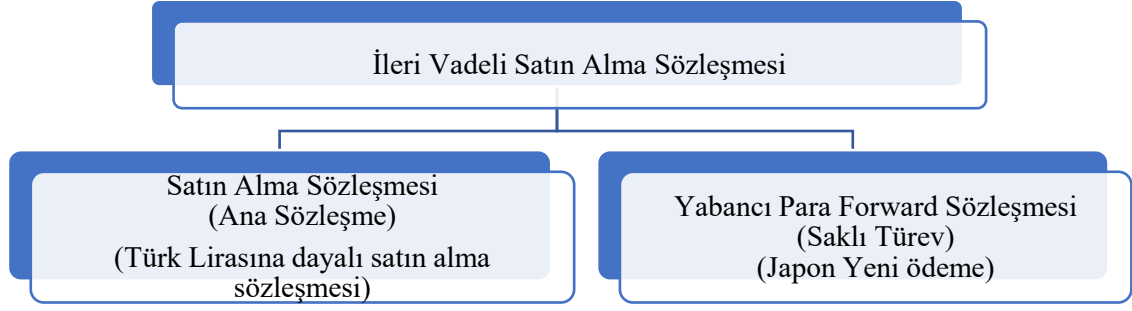 İleri Vadeli Satın Alma Sözleşmesi
Satın Alma Sözleşmesi
(Ana Sözleşme)
(Türk Lirasına dayalı satın alma
sözleşmesi)
Yabancı Para Forward Sözleşmesi
(Saklı Türev)
(Japon Yeni ödeme)